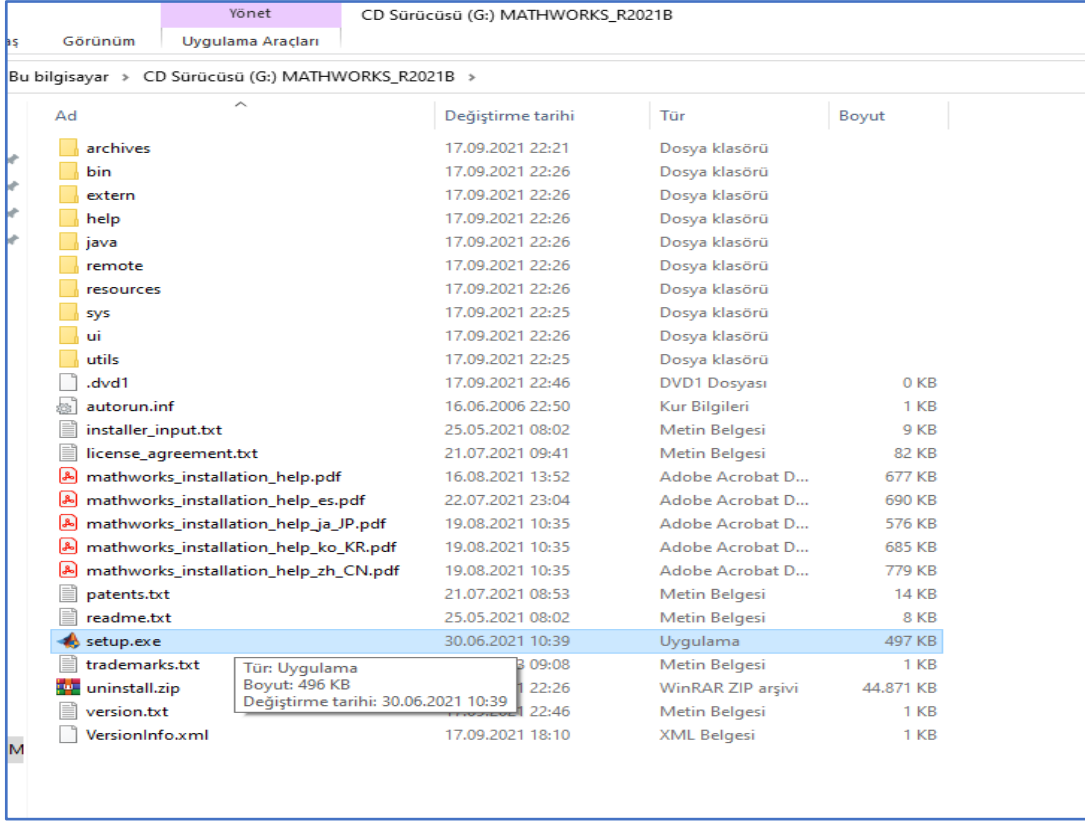 Yönet CD Sürücüsü (G:) MATHWORKS_R2021B
aş Görünüm Uygulama Araçları
Bu bilgisayar > CD Sürücüsü (G:) MATHWORKS_R2021B >
Ad Değiştirme tarihi Tür Boyut
archives 17.09.2021 22:21 Dosya klasörü
bin 17.09.2021 22:26 Dosya klasörü
extern 17.09.2021 22:26 Dosya klasörü
help 17.09.2021 22:26 Dosya klasörü
java 17.09.2021 22:26 Dosya klasörü
remote 17.09.2021 22:26 Dosya klasörü
resources 17.09.2021 22:26 Dosya klasörü
sys 17.09.2021 22:25 Dosya klasörü
ui 17.09.2021 22:26 Dosya klasörü
utils 17.09.2021 22:25 Dosya klasörü
.dvd1 17.09.2021 22:46 DVD1 Dosyası 0 KB
autorun.inf 16.06.2006 22:50 Kur Bilgileri 1 KB
installer_input.txt 25.05.2021 08:02 Metin Belgesi 9 KB
license_agreement.txt 21.07.2021 09:41 Metin Belgesi 82 KB
mathworks_installation_help.pdf 16.08.2021 13:52 Adobe Acrobat D... 677 KB
mathworks_installation_help_es.pdf 22.07.2021 23:04 Adobe Acrobat D... 690 KB
mathworks_installation_help_ja_JP.pdf 19.08.2021 10:35 Adobe Acrobat D... 576 KB
mathworks_installation_help_ko_KR.pdf 19.08.2021 10:35 Adobe Acrobat D... 685 KB
mathworks_installation_help_zh_CN.pdf 19.08.2021 10:35 Adobe Acrobat D... 779 KB
patents.txt 21.07.2021 08:53 Metin Belgesi 14 KB
readme.txt 25.05.2021 08:02 Metin Belgesi 8 KB
setup.exe 30.06.2021 10:39 Uygulama 497 KB
trademarks.txt 3 09:08 Metin Belgesi 1 KB
Tür: Uygulama
uninstall.zip 1 22:26 WinRAR ZIP arşivi 44.871 KB
Boyut: 496 KB
Değiştirme tarihi: 30.06.2021 10:39
version.txt 22:46 Metin Belgesi 1 KB
VersionInfo.xml 17.09.2021 18:10 XML Belgesi 1 KB
M